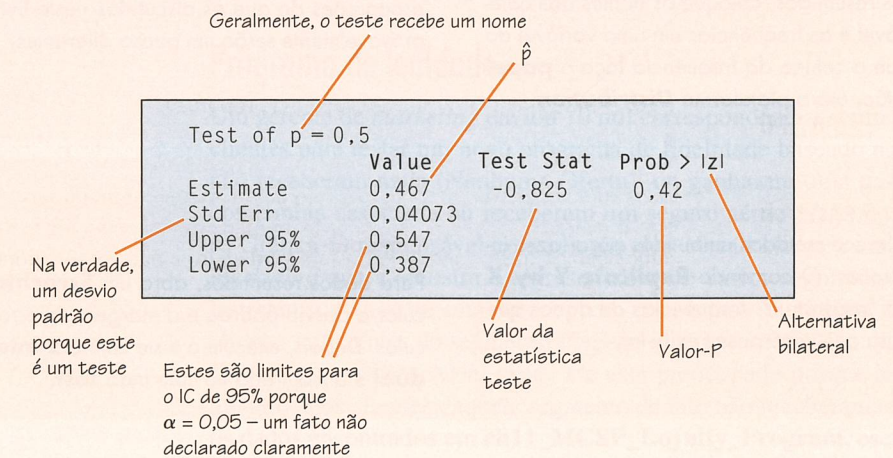 Geralmente, o teste recebe um nome
p̂
Test of p = 0,5
Value Test Stat Prob > |z|
Estimate 0,467 -0,825 0,42
Std Err 0,04073
Upper 95% 0,547
Lower 95% 0,387
Na verdade,
um desvio
padrão
porque este
é um teste
Estes são limites para
o IC de 95% porque
α = 0,05 – um fato não
declarado claramente
Valor da
estatística
teste
Valor-P
Alternativa
bilateral